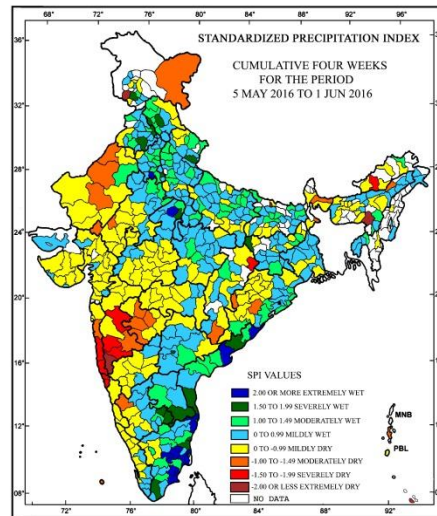 STANDARDIZED PRECIPITATION INDEX
CUMULATIVE FOUR WEEKS
FOR THE PERIOD
5 MAY 2016 TO 1 JUN 2016
72° 76° 80° 84° 88° 92° 96°
36°
32°
28°
24°
20°
16°
12°
08°
SPI VALUES
2.00 OR MORE EXTREMELY WET
1.50 TO 1.99 SEVERELY WET
1.00 TO 1.49 MODERATELY WET
0 TO 0.99 MILDLY WET
0 TO -0.99 MILDLY DRY
-1.00 TO -1.49 MODERATELY DRY
-1.50 TO -1.99 SEVERELY DRY
-2.00 OR LESS EXTREMELY DRY
NO DATA
MNB
PBL
72° 76° 80° 84° 88° 92°